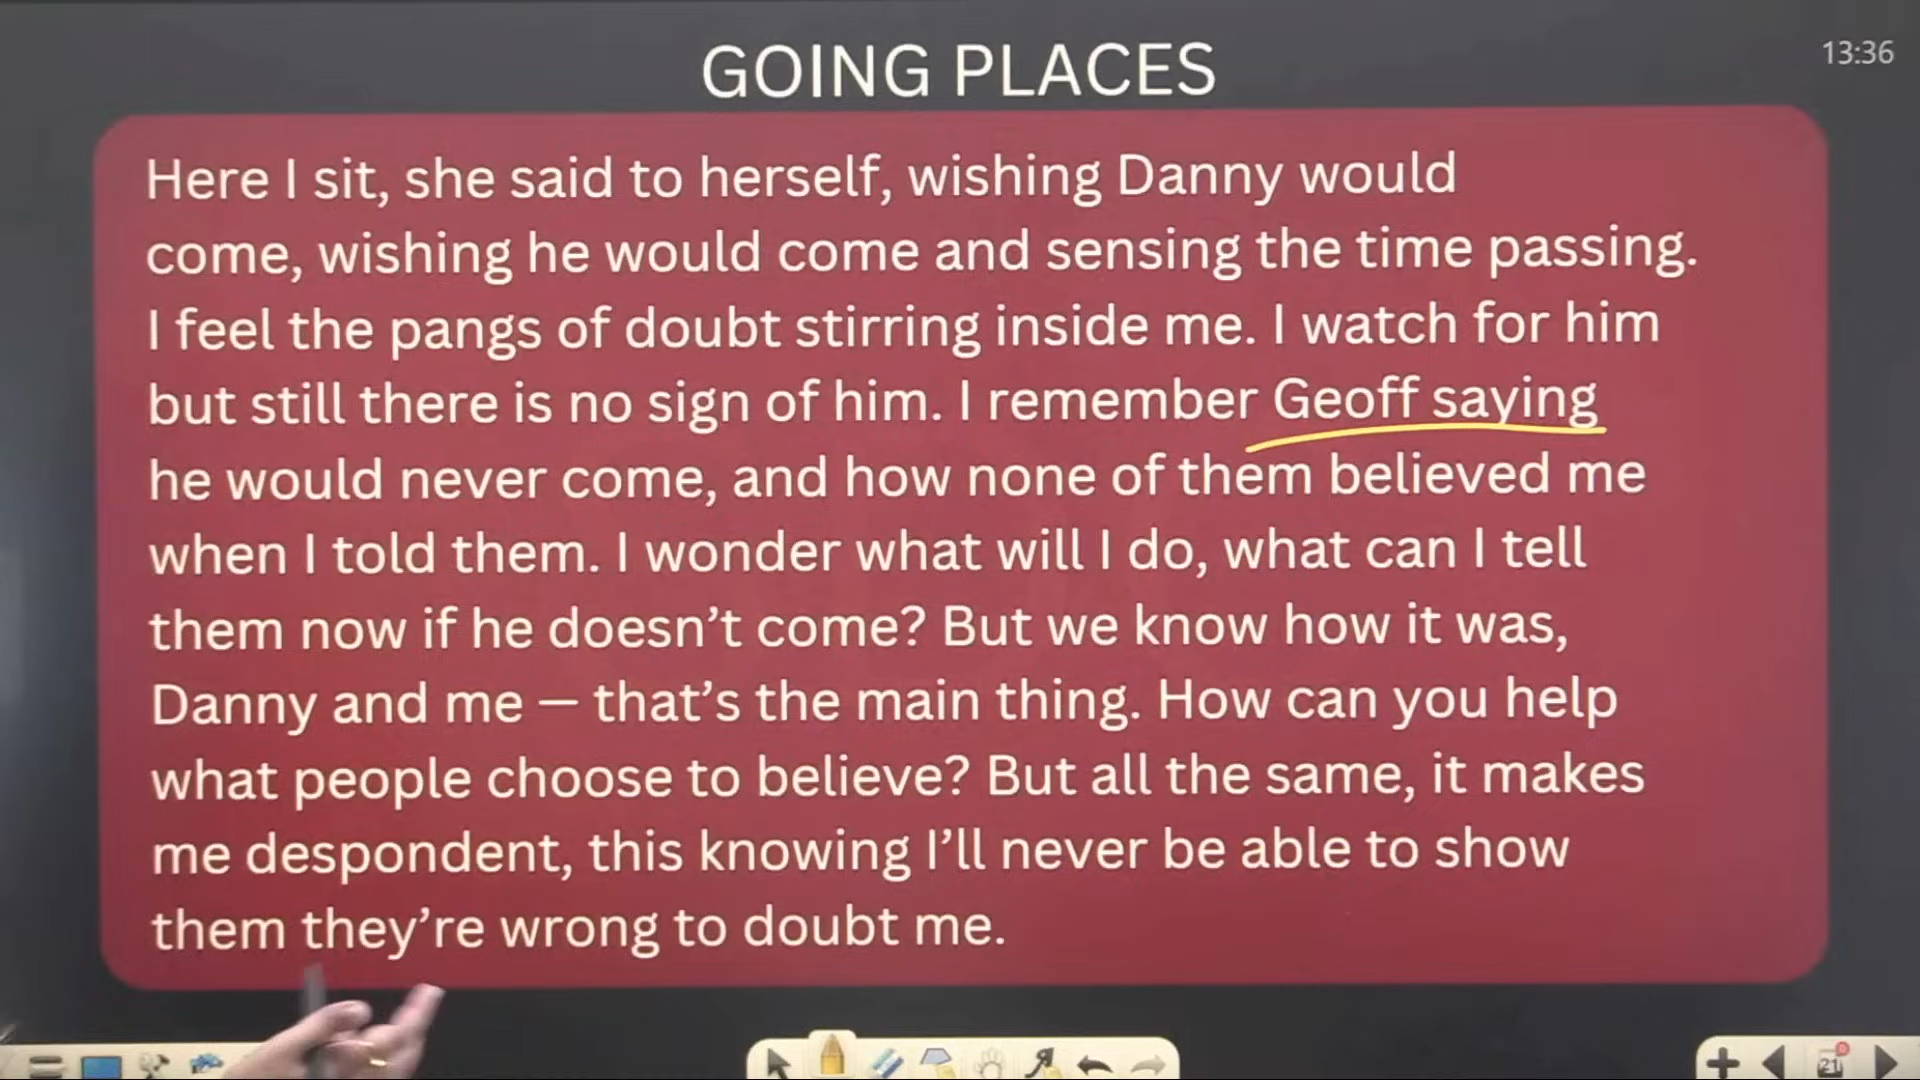 GOING PLACES
13:36
Here I sit, she said to herself, wishing Danny would
come, wishing he would come and sensing the time passing.
I feel the pangs of doubt stirring inside me. I watch for him
but still there is no sign of him. I remember Geoff saying
he would never come, and how none of them believed me
when I told them. I wonder what will I do, what can I tell
them now if he doesn’t come? But we know how it was,
Danny and me — that’s the main thing. How can you help
what people choose to believe? But all the same, it makes
me despondent, this knowing I’ll never be able to show
them they’re wrong to doubt me.
21